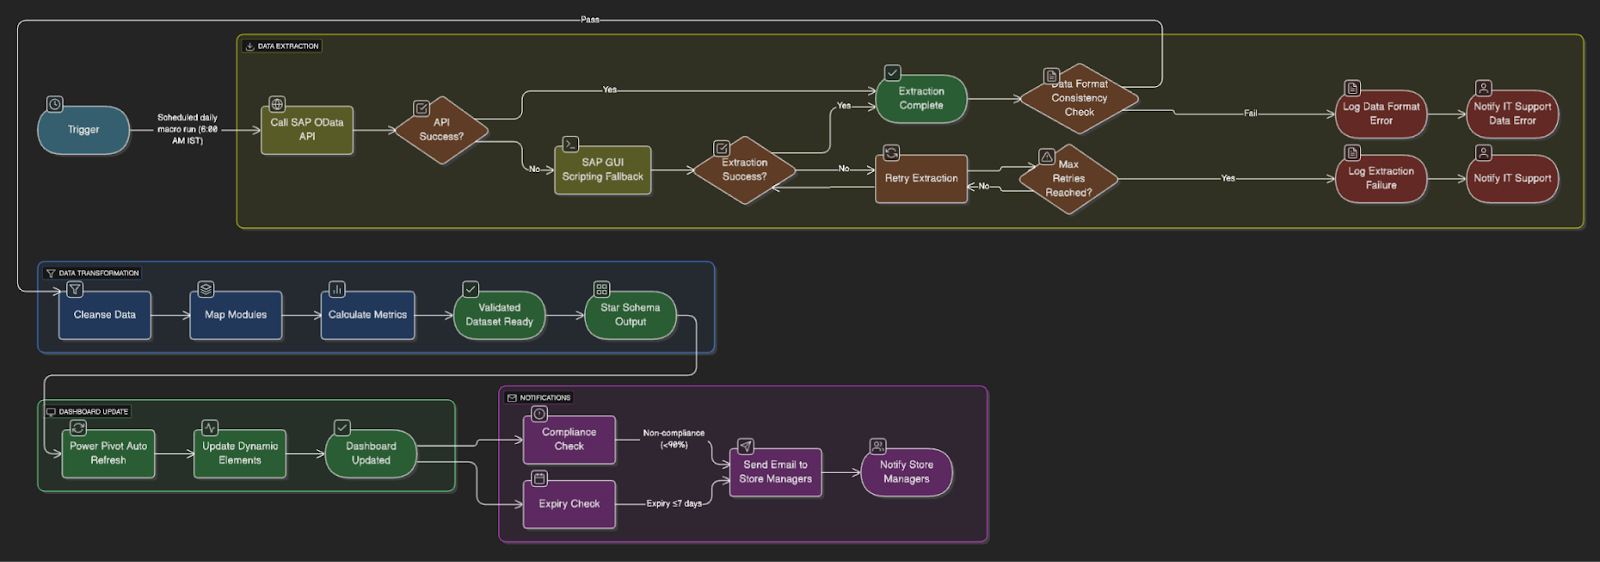 Pass
DATA EXTRACTION
Trigger
Scheduled daily
macro run (6:00
AM IST)
Call SAP OData
API
API
Success?
Yes
No
SAP GUI
Scripting Fallback
Extraction
Success?
Yes
No
Extraction
Complete
Retry Extraction
Data Format
Consistency
Check
Max
Retries
Reached?
No
Fail
Yes
Log Data Format
Error
Notify IT Support
Data Error
Log Extraction
Failure
Notify IT Support
DATA TRANSFORMATION
Cleanse Data
Map Modules
Calculate Metrics
Validated
Dataset Ready
Star Schema
Output
DASHBOARD UPDATE
Power Pivot Auto
Refresh
Update Dynamic
Elements
Dashboard
Updated
NOTIFICATIONS
Compliance
Check
Non-compliance
(<90%)
Expiry Check
Expiry ≤7 days
Send Email to
Store Managers
Notify Store
Managers